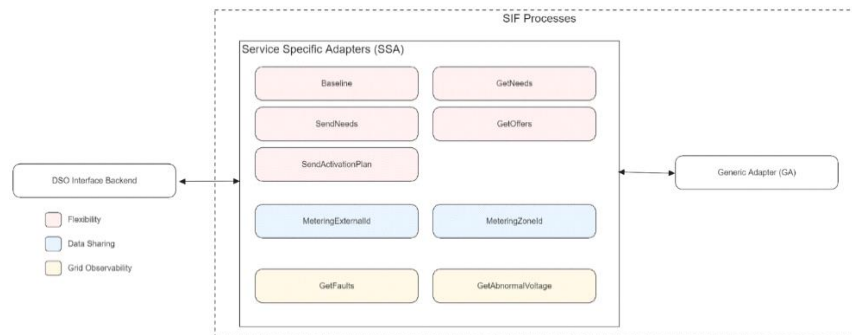 SIF Processes
Service Specific Adapters (SSA)
Baseline
GetNeeds
SendNeeds
GetOffers
SendActivationPlan
DSO Interface Backend
Generic Adapter (GA)
Flexibility
MeteringExternalId
MeteringZoneId
Data Sharing
Grid Observability
GetFaults
GetAbnormalVoltage